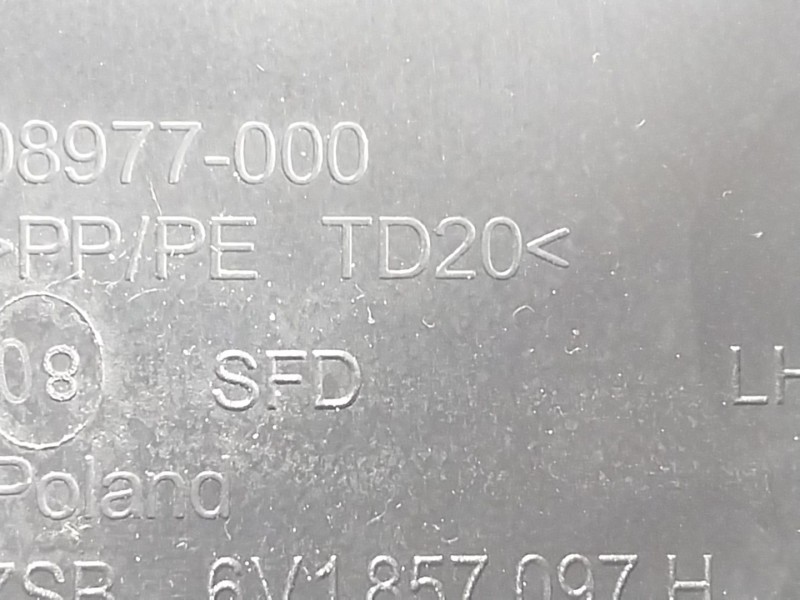 08977-000
>PP/PE TD20<
08 SFD LH
Poland
6V1 857 097 H